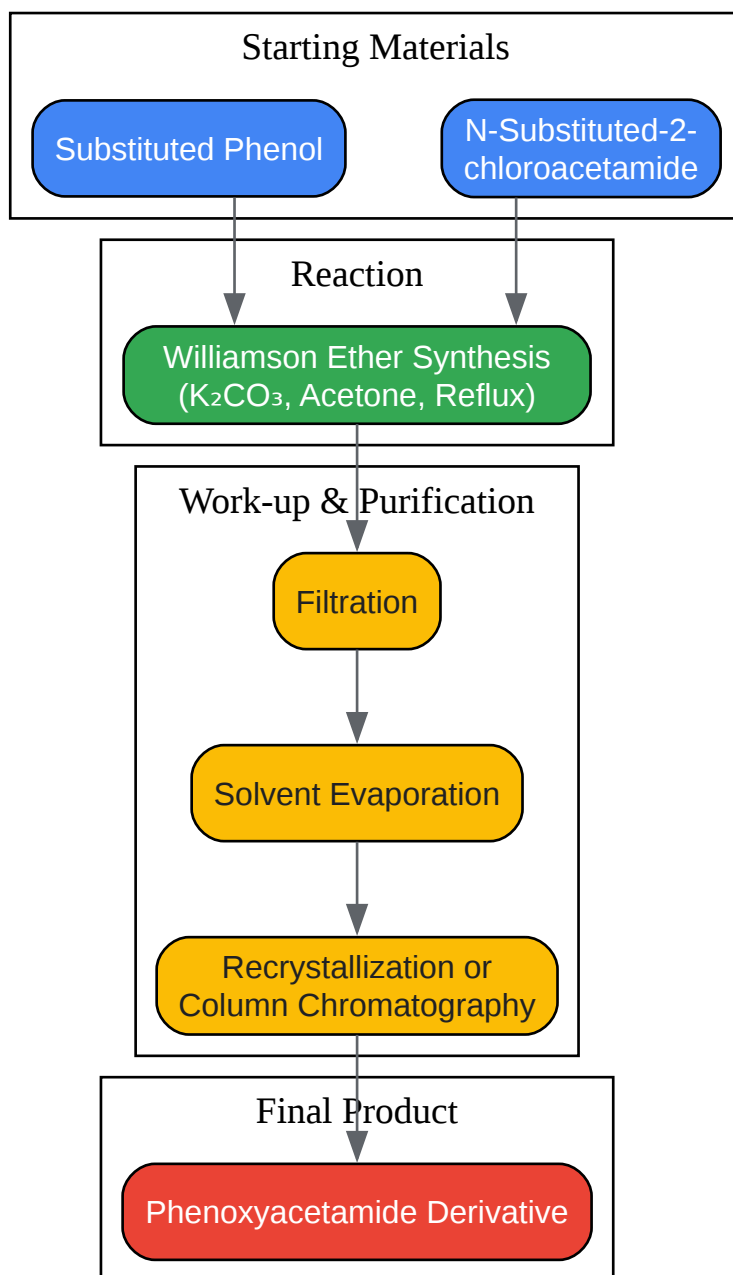 Starting Materials
Substituted Phenol
N-Substituted-2-
chloroacetamide
Reaction
Williamson Ether Synthesis
(K₂CO₃, Acetone, Reflux)
Work-up & Purification
Filtration
Solvent Evaporation
Recrystallization or
Column Chromatography
Final Product
Phenoxyacetamide Derivative